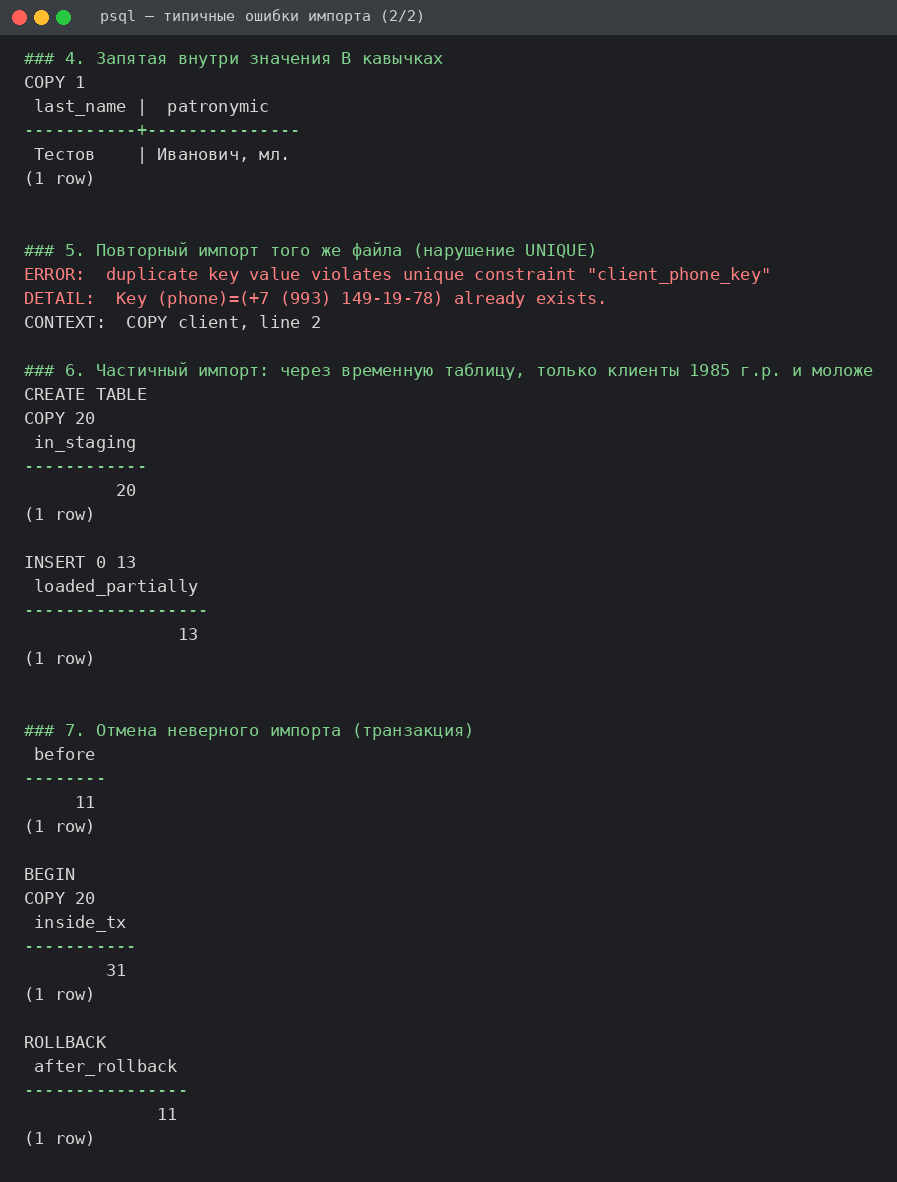 psql — типичные ошибки импорта (2/2)
### 4. Запятая внутри значения В кавычках
COPY 1
 last_name |  patronymic
-----------+---------------
 Тестов    | Иванович, мл.
(1 row)
### 5. Повторный импорт того же файла (нарушение UNIQUE)
ERROR:  duplicate key value violates unique constraint "client_phone_key"
DETAIL:  Key (phone)=(+7 (993) 149-19-78) already exists.
CONTEXT:  COPY client, line 2
### 6. Частичный импорт: через временную таблицу, только клиенты 1985 г.р. и моложе
CREATE TABLE
COPY 20
 in_staging
------------
         20
(1 row)
INSERT 0 13
 loaded_partially
------------------
               13
(1 row)
### 7. Отмена неверного импорта (транзакция)
 before
--------
     11
(1 row)
BEGIN
COPY 20
 inside_tx
-----------
        31
(1 row)
ROLLBACK
 after_rollback
----------------
             11
(1 row)